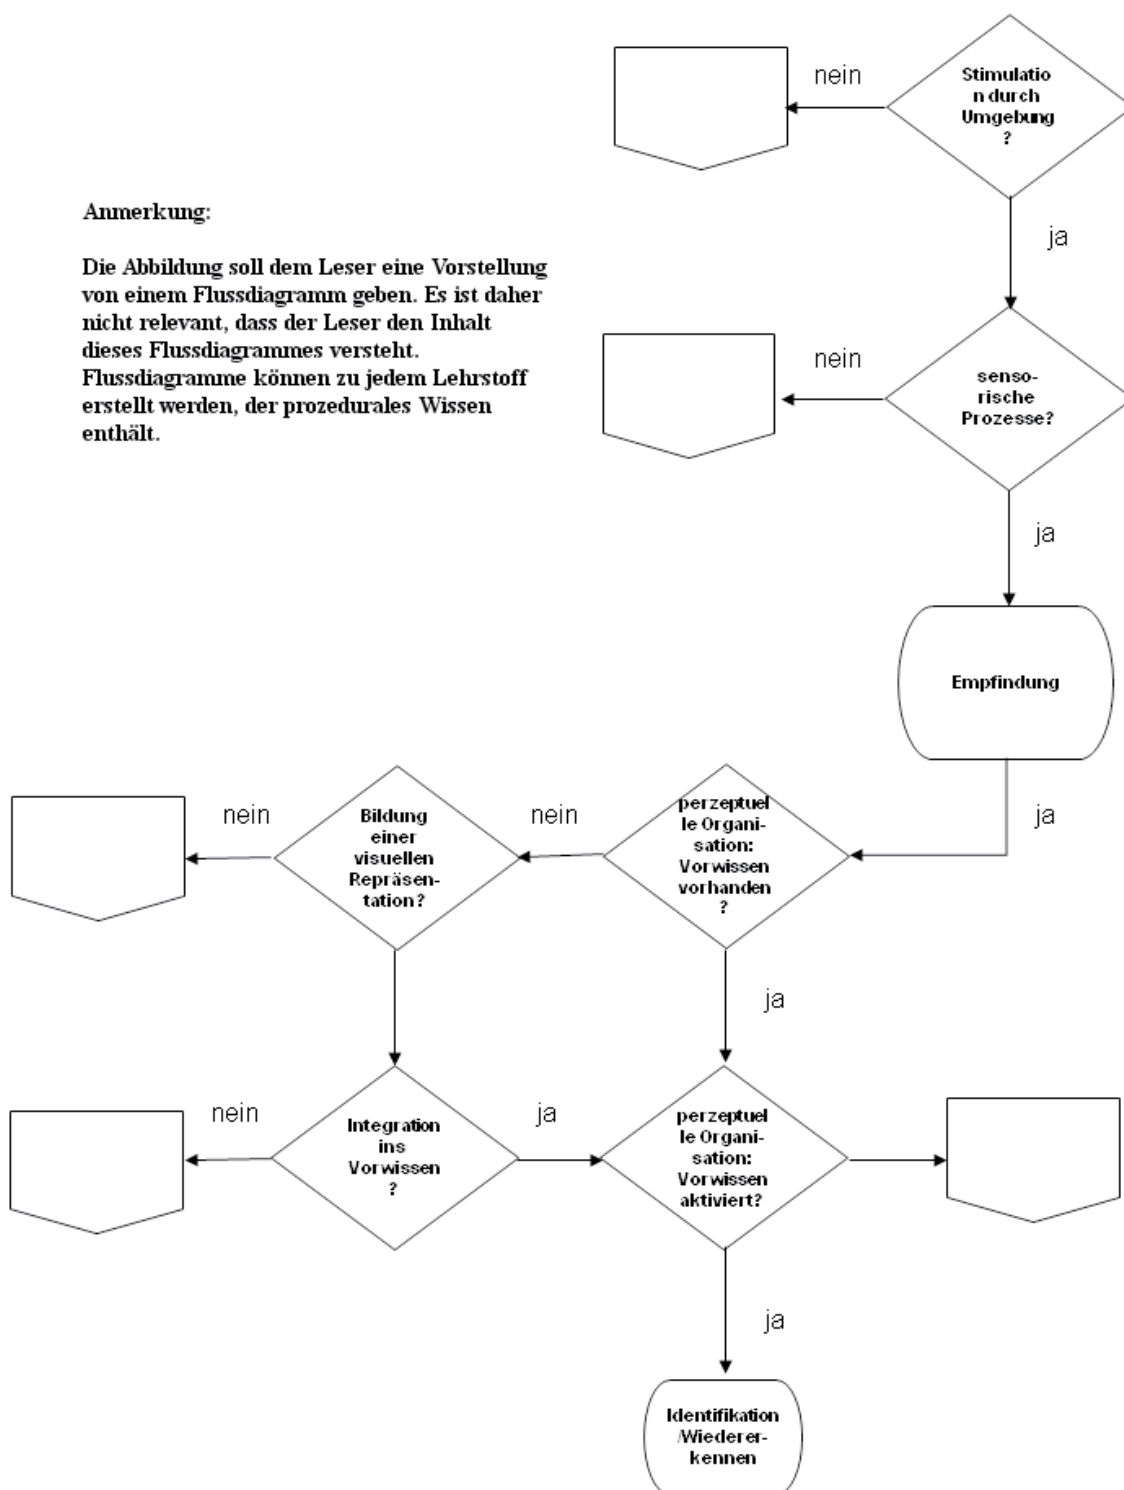 nein
Stimulatio
n durch
Umgebung
?
ja
Anmerkung:
Die Abbildung soll dem Leser eine Vorstellung
von einem Flussdiagramm geben. Es ist daher
nicht relevant, dass der Leser den Inhalt
dieses Flussdiagrammes versteht.
Flussdiagramme können zu jedem Lehrstoff
erstellt werden, der prozedurales Wissen
enthält.
nein
senso-
rische
Prozesse?
ja
Empfindung
ja
nein
Bildung
einer
visuellen
Repräsen-
tation?
nein
perzeptuel
le Organi-
sation:
Vorwissen
vorhanden
?
ja
nein
Integration
ins
Vorwissen
?
ja
perzeptuel
le Organi-
sation:
Vorwissen
aktiviert?
ja
Identifikation
/Wiederer-
kennen